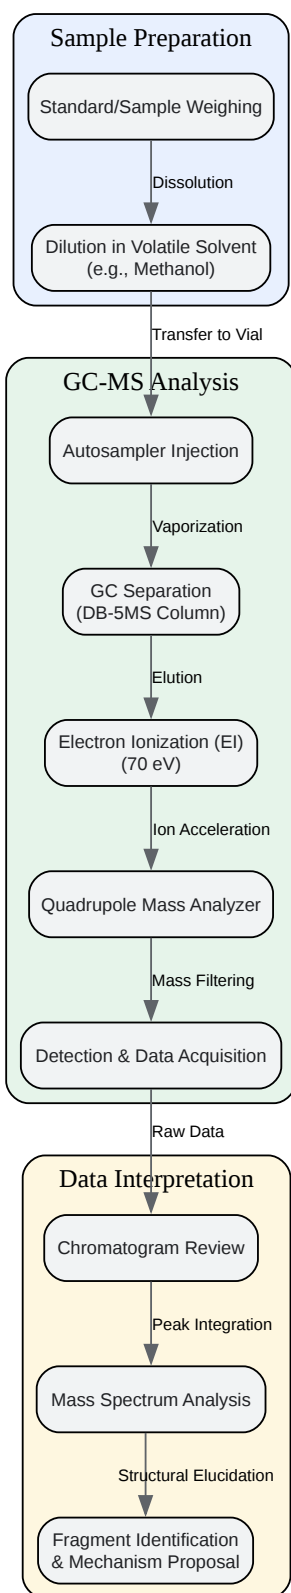 Sample Preparation
Standard/Sample Weighing
Dissolution
Dilution in Volatile Solvent
(e.g., Methanol)
Transfer to Vial
GC-MS Analysis
Autosampler Injection
Vaporization
GC Separation
(DB-5MS Column)
Elution
Electron Ionization (EI)
(70 eV)
Ion Acceleration
Quadrupole Mass Analyzer
Mass Filtering
Detection & Data Acquisition
Raw Data
Data Interpretation
Chromatogram Review
Peak Integration
Mass Spectrum Analysis
Structural Elucidation
Fragment Identification
& Mechanism Proposal